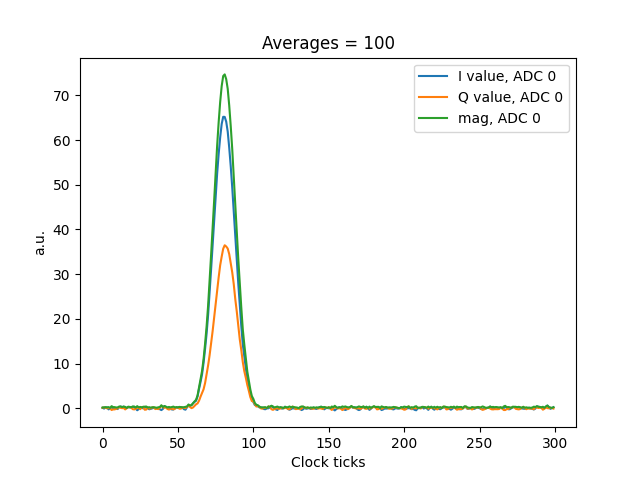 Averages = 100
I value, ADC 0
Q value, ADC 0
mag, ADC 0
a.u.
70
60
50
40
30
20
10
0
0 50 100 150 200 250 300
Clock ticks